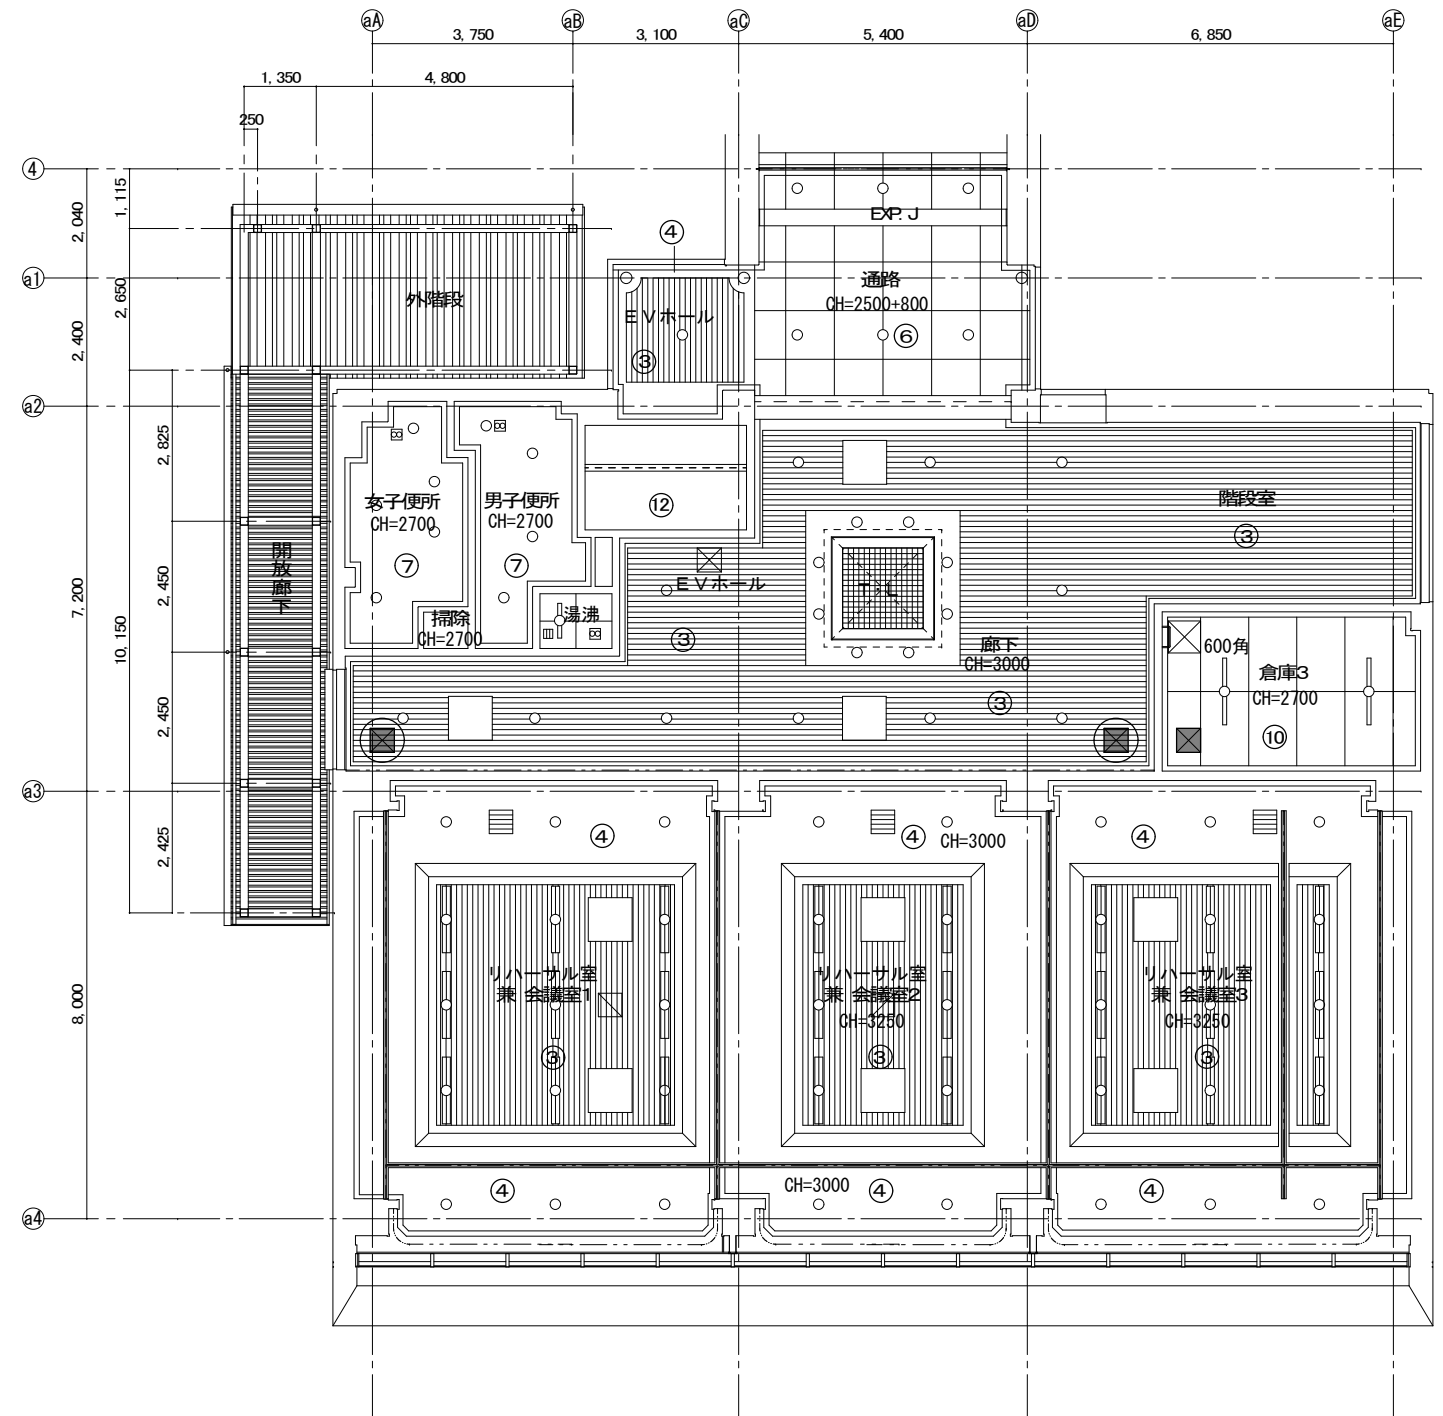 aA
aB
aC
aD
aE
3,750
3,100
5,400
6,850
1,350
4,800
250
4
1,115
2,040
EXP.J
④
a1
2,650
外階段
通路
CH=2500+800
EVホール
⑥
2,400
③
a2
2,825
女子便所
CH=2700
男子便所
CH=2700
⑫
階段室
③
⑦
⑦
開放廊下
EVホール
T.L
2,450
7,200
掃除
CH=2700
湯沸
③
廊下
CH=3000
600角
倉庫3
CH=2700
10,150
③
⑩
2,450
a3
④
④
CH=3000
④
2,425
リハーサル室
兼 会議室1
リハーサル室
兼 会議室2
CH=3250
リハーサル室
兼 会議室3
CH=3250
8,000
③
③
③
④
CH=3000
④
④
a4